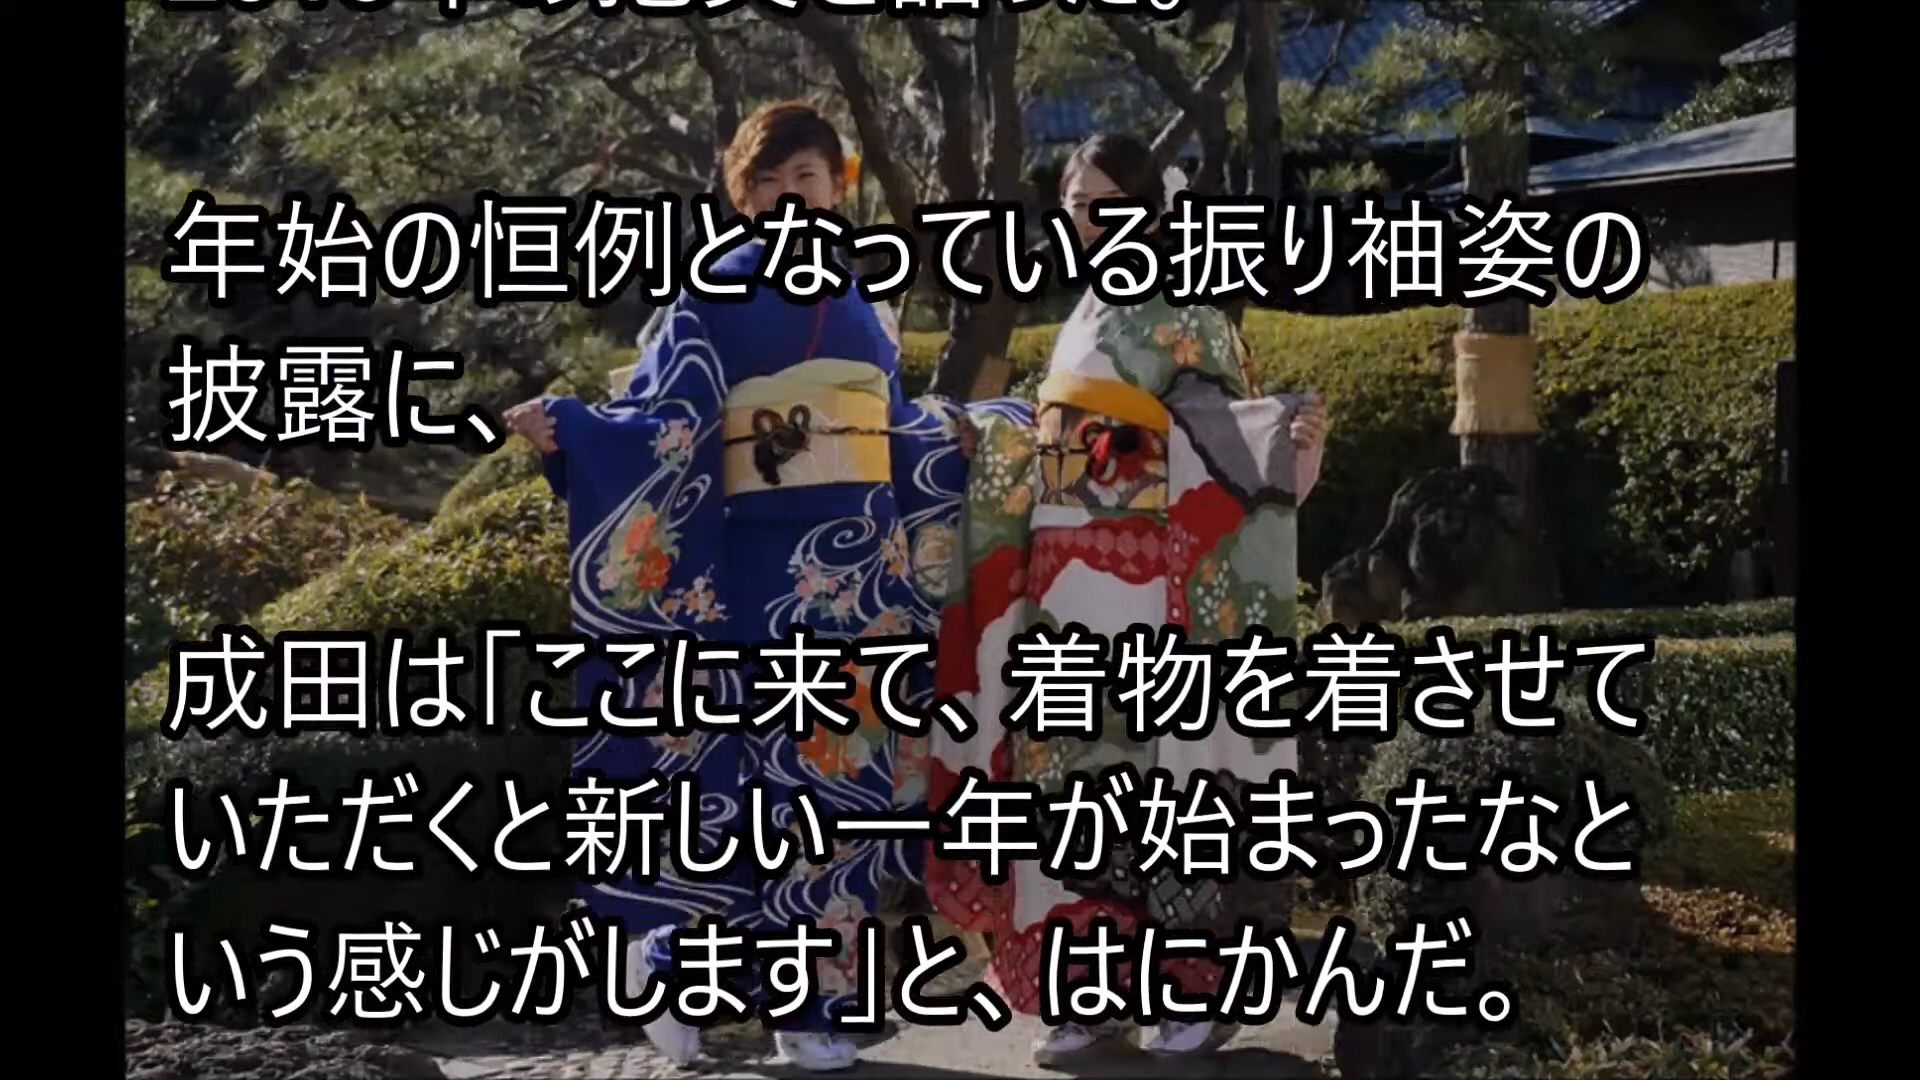 年始の恒例となっている振り袖姿の
披露に、
成田は「ここに来て、着物を着させて
いただくと新しい一年が始まったなと
いう感じがします」と、はにかんだ。